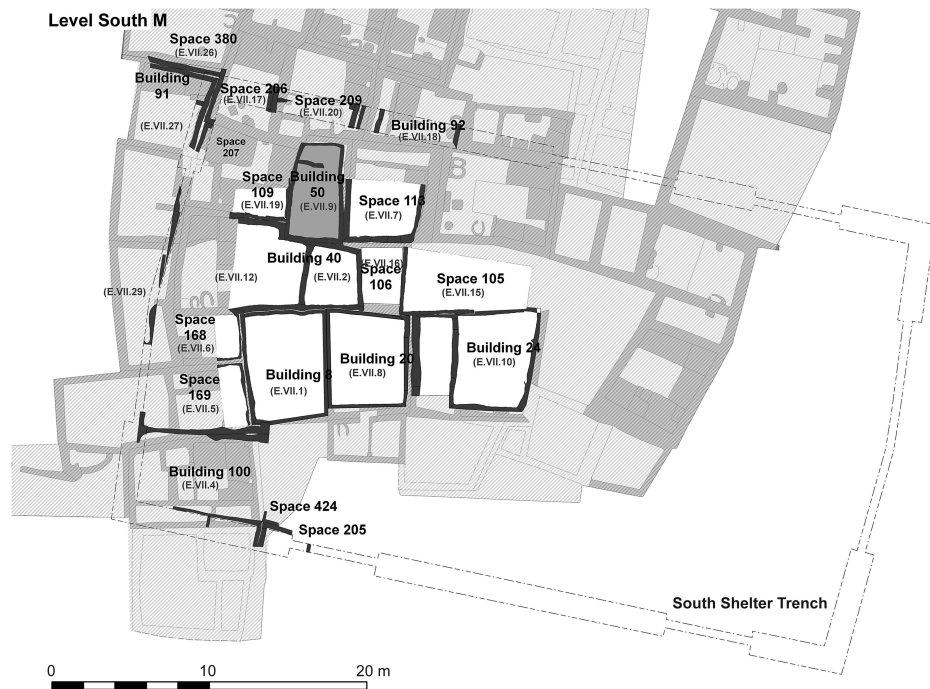 Level South M
Space 380
(E.VII.26)
Building
91
Space 206
(E.VII.17)
Space 209
(E.VII.20)
Building 92
(E.VII.18)
(E.VII.27)
Space
207
Space
109
(E.VII.19)
Building
50
(E.VII.9)
Space 113
(E.VII.7)
Building 40
(E.VII.12)
(E.VII.2)
(E.VII.16)
Space
106
Space 105
(E.VII.15)
(E.VII.29)
Space
168
(E.VII.6)
Building 8
(E.VII.1)
Building 20
(E.VII.8)
Building 24
(E.VII.10)
Space
169
(E.VII.5)
Building 100
(E.VII.4)
Space 424
Space 205
South Shelter Trench
0 10 20 m